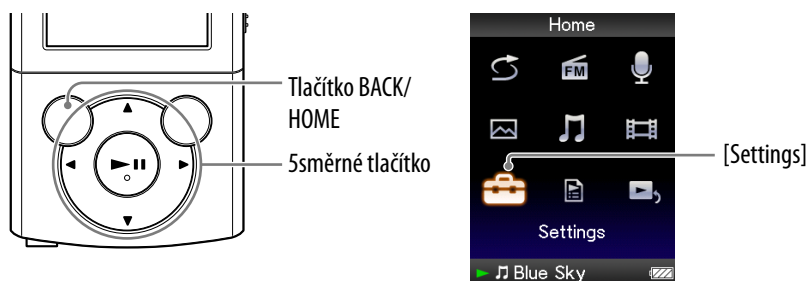 Tlačítko BACK/
HOME
5směrné tlačítko
Home
FM
[Settings]
Settings
Blue Sky